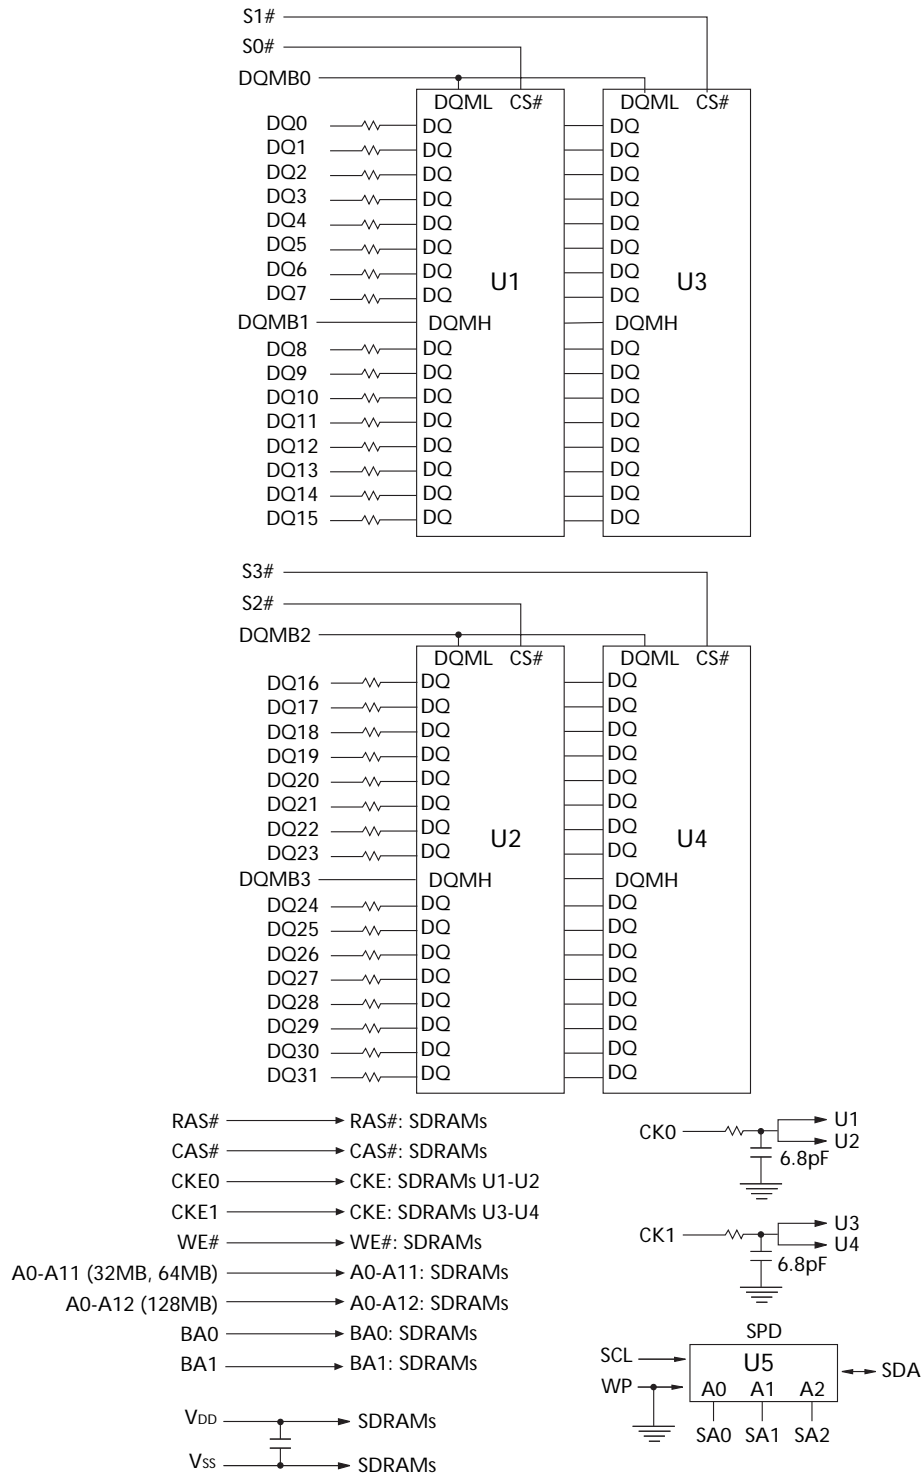 S1#
S0#
DQMB0
DQML CS# DQML CS#
DQ0 DQ DQ
DQ1 DQ DQ
DQ2 DQ DQ
DQ3 DQ DQ
DQ4 DQ DQ
DQ5 DQ DQ
DQ6 DQ DQ
U1 U3
DQ7 DQ DQ
DQMB1 DQMH DQMH
DQ8 DQ DQ
DQ9 DQ DQ
DQ10 DQ DQ
DQ11 DQ DQ
DQ12 DQ DQ
DQ13 DQ DQ
DQ14 DQ DQ
DQ15 DQ DQ
S3#
S2#
DQMB2
DQML CS# DQML CS#
DQ16 DQ DQ
DQ17 DQ DQ
DQ18 DQ DQ
DQ19 DQ DQ
DQ20 DQ DQ
DQ21 DQ DQ
DQ22 DQ DQ
U2 U4
DQ23 DQ DQ
DQMB3 DQMH DQMH
DQ24 DQ DQ
DQ25 DQ DQ
DQ26 DQ DQ
DQ27 DQ DQ
DQ28 DQ DQ
DQ29 DQ DQ
DQ30 DQ DQ
DQ31 DQ DQ
RAS# RAS#: SDRAMs
CAS# CAS#: SDRAMs
CKE0 CKE: SDRAMs U1-U2
CKE1 CKE: SDRAMs U3-U4
WE# WE#: SDRAMs
A0-A11 (32MB, 64MB) A0-A11: SDRAMs
A0-A12 (128MB) A0-A12: SDRAMs
BA0 BA0: SDRAMs
BA1 BA1: SDRAMs
VDD SDRAMs
VSS SDRAMs
CK0 U1
U2
6.8pF
CK1 U3
U4
6.8pF
SPD
SCL U5 SDA
WP A0 A1 A2
SA0 SA1 SA2